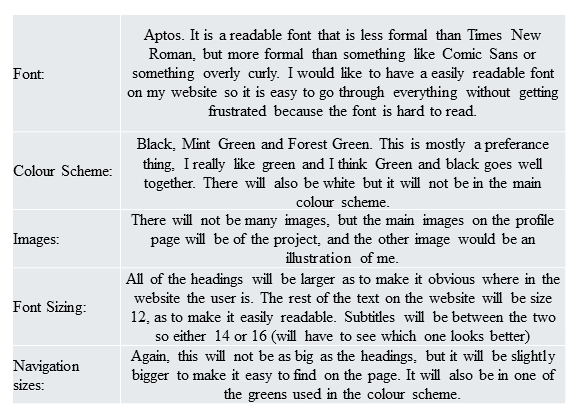 Font:
Aptos. It is a readable font that is less formal than Times New
Roman, but more formal than something like Comic Sans or
something overly curly. I would like to have a easily readable font
on my website so it is easy to go through everything without getting
frustrated because the font is hard to read.
Colour Scheme:
Black, Mint Green and Forest Green. This is mostly a preferance
thing, I really like green and I think Green and black goes well
together. There will also be white but it will not be in the main
colour scheme.
Images:
There will not be many images, but the main images on the profile
page will be of the project, and the other image would be an
illustration of me.
Font Sizing:
All of the headings will be larger as to make it obvious where in the
website the user is. The rest of the text on the website will be size
12, as to make it easily readable. Subtitles will be between the two
so either 14 or 16 (will have to see which one looks better)
Navigation
sizes:
Again, this will not be as big as the headings, but it will be slightly
bigger to make it easy to find on the page. It will also be in one of
the greens used in the colour scheme.